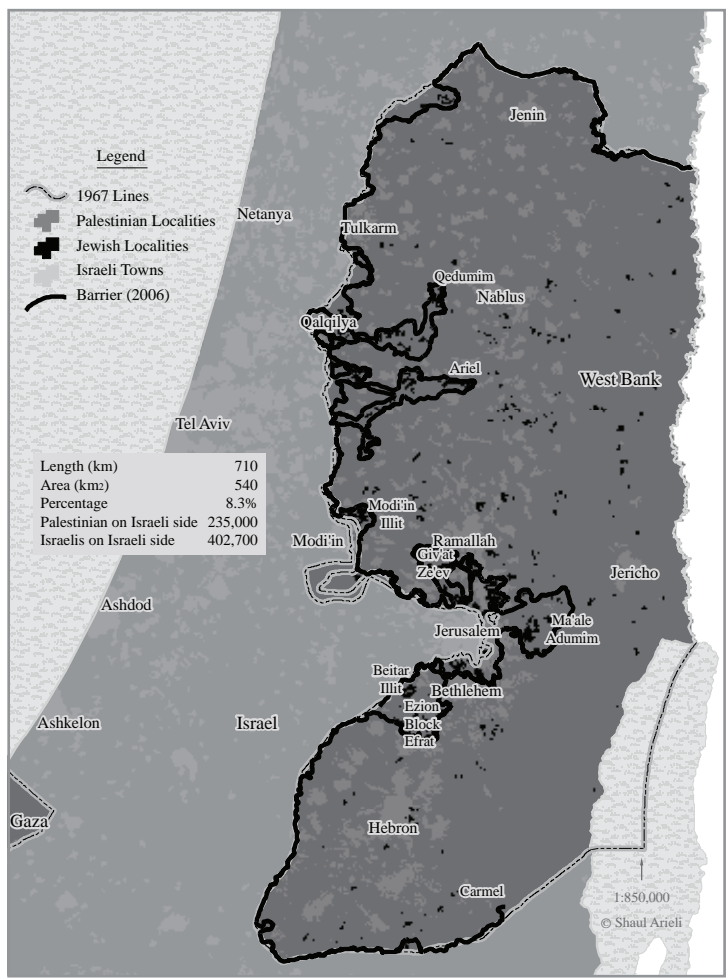 Jenin
Legend
1967 Lines
Palestinian Localities
Jewish Localities
Israeli Towns
Barrier (2006)
Netanya
Tulkarm
Qedumim
Nablus
Qalqilya
Ariel
West Bank
Tel Aviv
Length (km) 710
Area (km2) 540
Percentage 8.3%
Palestinian on Israeli side 235,000
Israelis on Israeli side 402,700
Modi'in
Illit
Modi'in
Ramallah
Giv'at
Ze'ev
Jericho
Ashdod
Jerusalem
Ma'ale
Adumim
Beitar
Illit
Bethlehem
Ezion
Block
Efrat
Ashkelon
Israel
Gaza
Hebron
Carmel
1:850,000
© Shaul Arieli